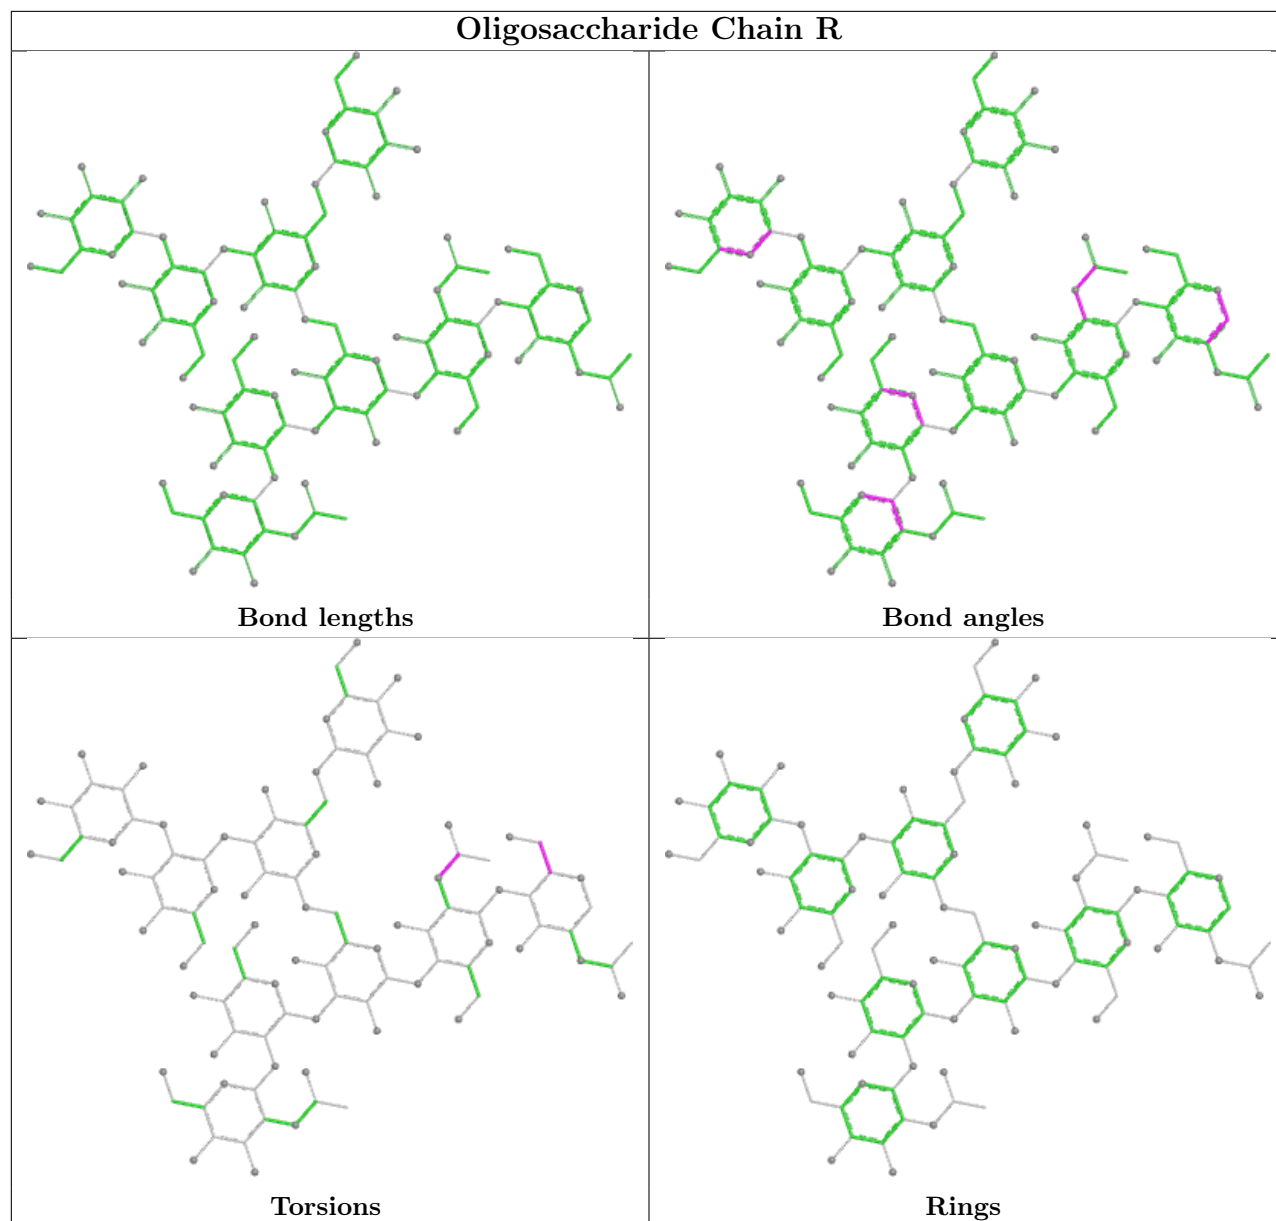 Oligosaccharide Chain R
Bond lengths
Bond angles
Torsions
Rings